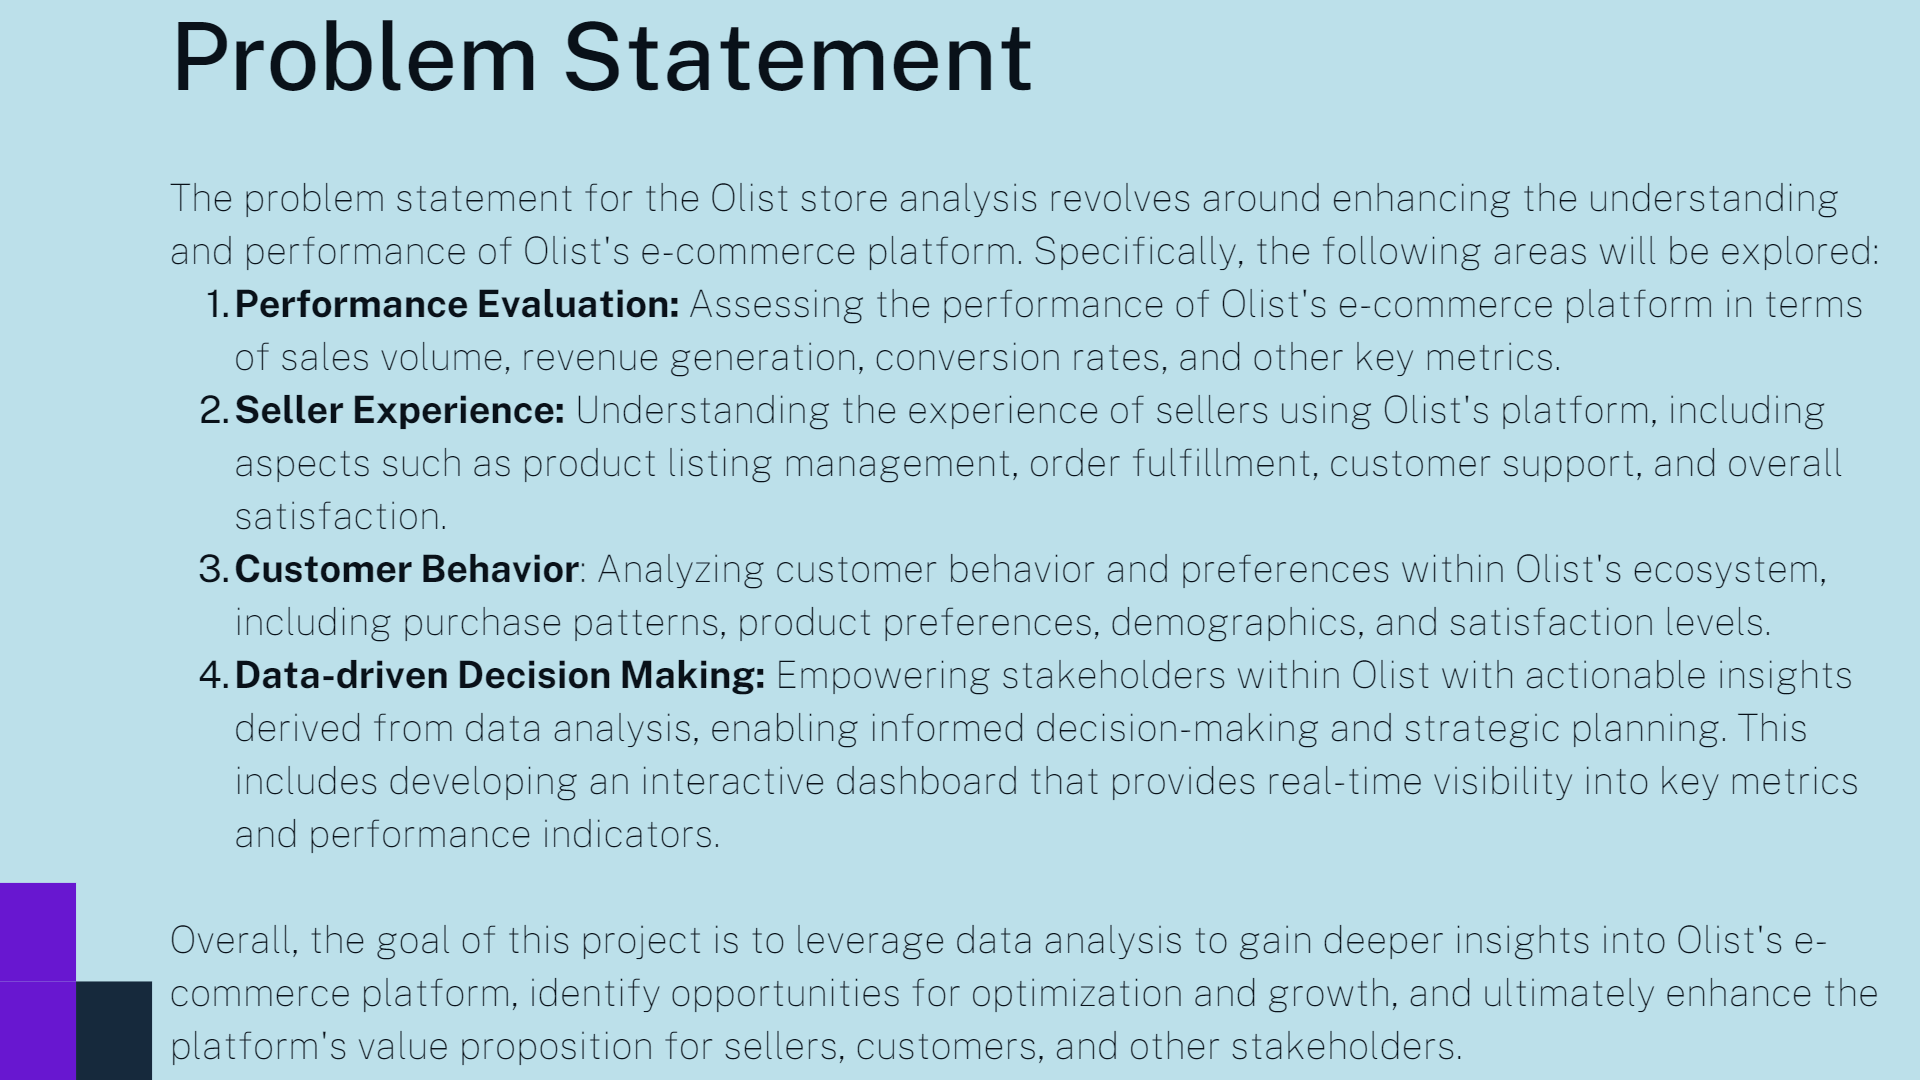 Problem Statement
The problem statement for the Olist store analysis revolves around enhancing the understanding
and performance of Olist's e-commerce platform. Specifically, the following areas will be explored:
1. Performance Evaluation: Assessing the performance of Olist's e-commerce platform in terms
of sales volume, revenue generation, conversion rates, and other key metrics.
2. Seller Experience: Understanding the experience of sellers using Olist's platform, including
aspects such as product listing management, order fulfillment, customer support, and overall
satisfaction.
3. Customer Behavior: Analyzing customer behavior and preferences within Olist's ecosystem,
including purchase patterns, product preferences, demographics, and satisfaction levels.
4. Data-driven Decision Making: Empowering stakeholders within Olist with actionable insights
derived from data analysis, enabling informed decision-making and strategic planning. This
includes developing an interactive dashboard that provides real-time visibility into key metrics
and performance indicators.
Overall, the goal of this project is to leverage data analysis to gain deeper insights into Olist's e-
commerce platform, identify opportunities for optimization and growth, and ultimately enhance the
platform's value proposition for sellers, customers, and other stakeholders.